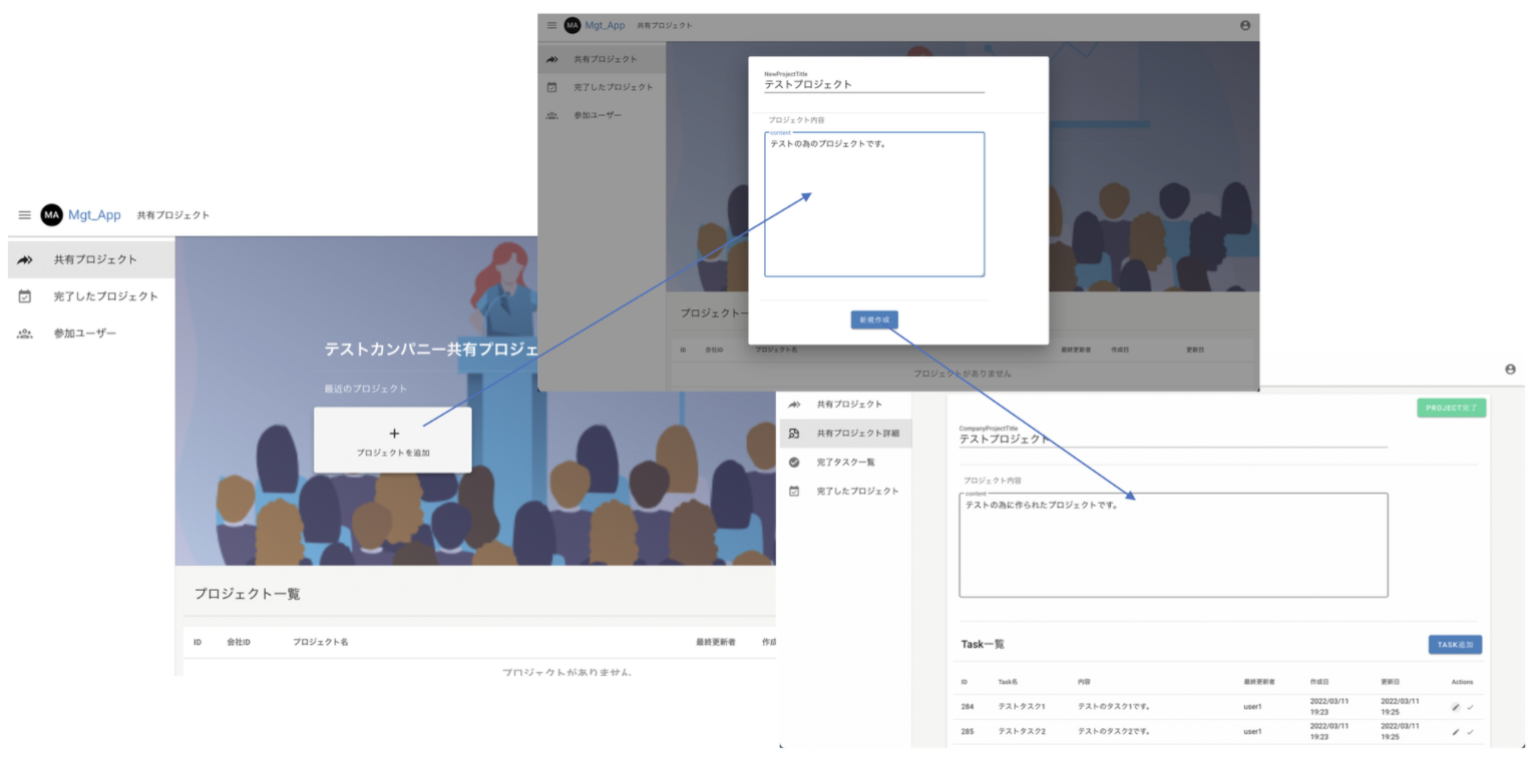 MA Mgt_App 共有プロジェクト
共有プロジェクト
完了したプロジェクト
参加ユーザー
テストカンパニー共有プロジェ
最近のプロジェクト
+
プロジェクトを追加
プロジェクト一覧
ID 会社ID プロジェクト名 最終更新者 作成
プロジェクトがありません
MA Mgt_App 共有プロジェクト
共有プロジェクト
完了したプロジェクト
参加ユーザー
NewProjectTitle
テストプロジェクト
プロジェクト内容
content
テストの為のプロジェクトです。
新規作成
プロジェクト一
ID 会社ID プロジェクト名 最終更新者 作成日 更新日
プロジェクトがありません
共有プロジェクト
共有プロジェクト詳細
完了タスク一覧
完了したプロジェクト
PROJECT完了
CompanyProjectTitle
テストプロジェクト
プロジェクト内容
content
テストの為に作られたプロジェクトです。
Task一覧
TASK追加
ID Task名 内容 最終更新者 作成日 更新日 Actions
284 テストタスク1 テストのタスク1です。 user1 2022/03/11 19:23 2022/03/11 19:25
285 テストタスク2 テストのタスク2です。 user1 2022/03/11 19:23 2022/03/11 19:25